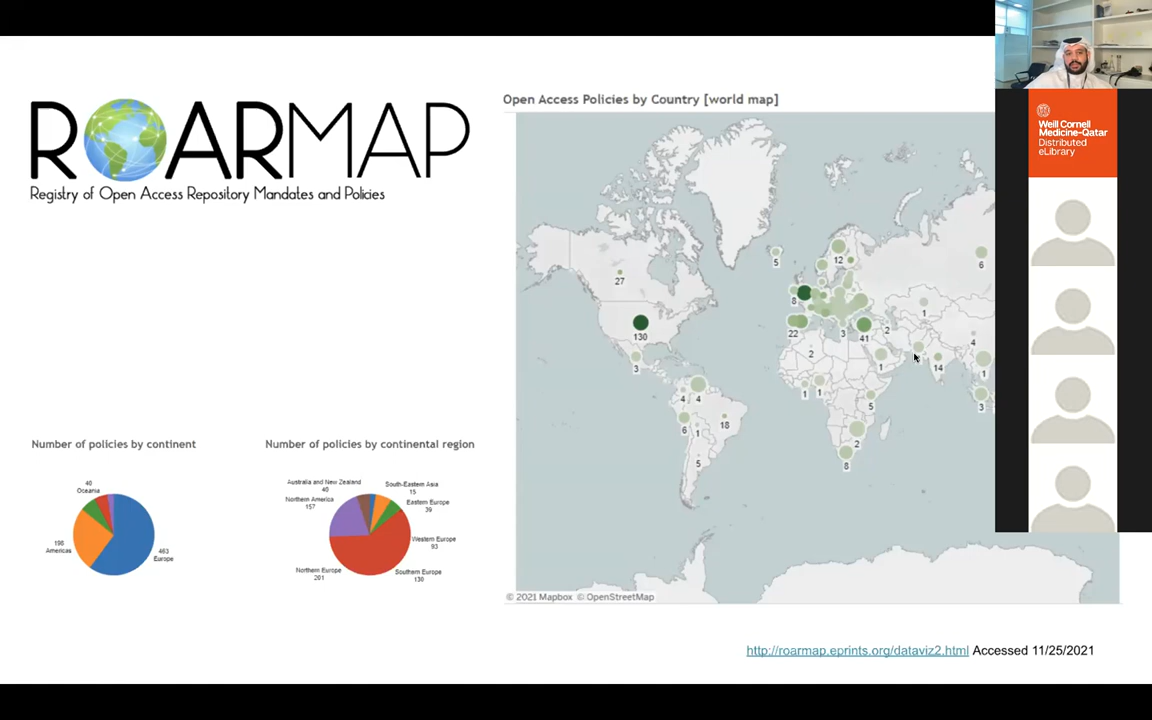 ROARMAP
Registry of Open Access Repository Mandates and Policies
Open Access Policies by Country [world map]
Weill Cornell
Medicine-Qatar
Distributed
eLibrary
5
12
6
27
8
1
130
22
3
41
2
4
3
2
1
14
1
4
4
1
1
5
3
6
1
18
2
5
8
Number of policies by continent
40
Oceania
Americas
463
Europe
Number of policies by continental region
Australia and New Zealand
40
South-Eastern Asia
15
Northern America
157
Eastern Europe
39
Western Europe
93
Northern Europe
201
Southern Europe
130
© 2021 Mapbox © OpenStreetMap
http://roarmap.eprints.org/dataviz2.html Accessed 11/25/2021